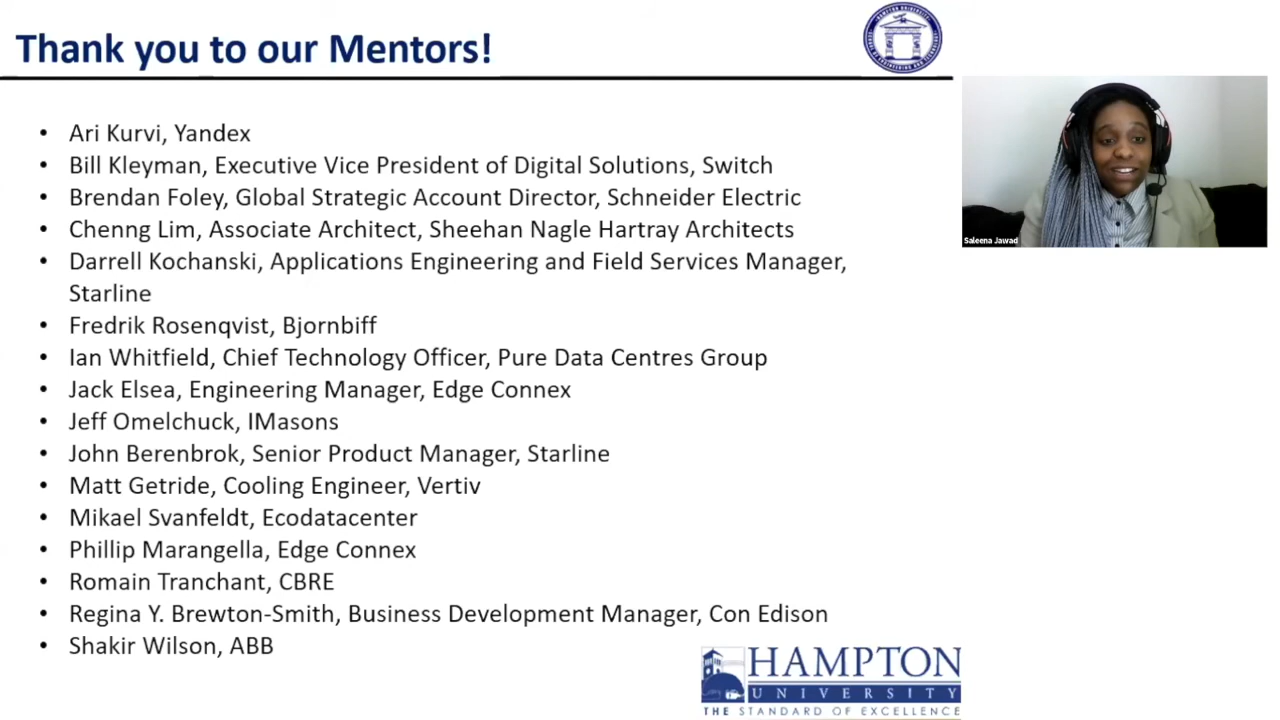 Thank you to our Mentors!
• Ari Kurvi, Yandex
• Bill Kleyman, Executive Vice President of Digital Solutions, Switch
• Brendan Foley, Global Strategic Account Director, Schneider Electric
• Chenng Lim, Associate Architect, Sheehan Nagle Hartray Architects
• Darrell Kochanski, Applications Engineering and Field Services Manager,
Starline
• Fredrik Rosenqvist, Bjornbiff
• Ian Whitfield, Chief Technology Officer, Pure Data Centres Group
• Jack Elsea, Engineering Manager, Edge Connex
• Jeff Omelchuck, IMasons
• John Berenbrok, Senior Product Manager, Starline
• Matt Getride, Cooling Engineer, Vertiv
• Mikael Svanfeldt, Ecodatacenter
• Phillip Marangella, Edge Connex
• Romain Tranchant, CBRE
• Regina Y. Brewton-Smith, Business Development Manager, Con Edison
• Shakir Wilson, ABB
Saleena Jawad
HAMPTON
UNIVERSITY
THE STANDARD OF EXCELLENCE